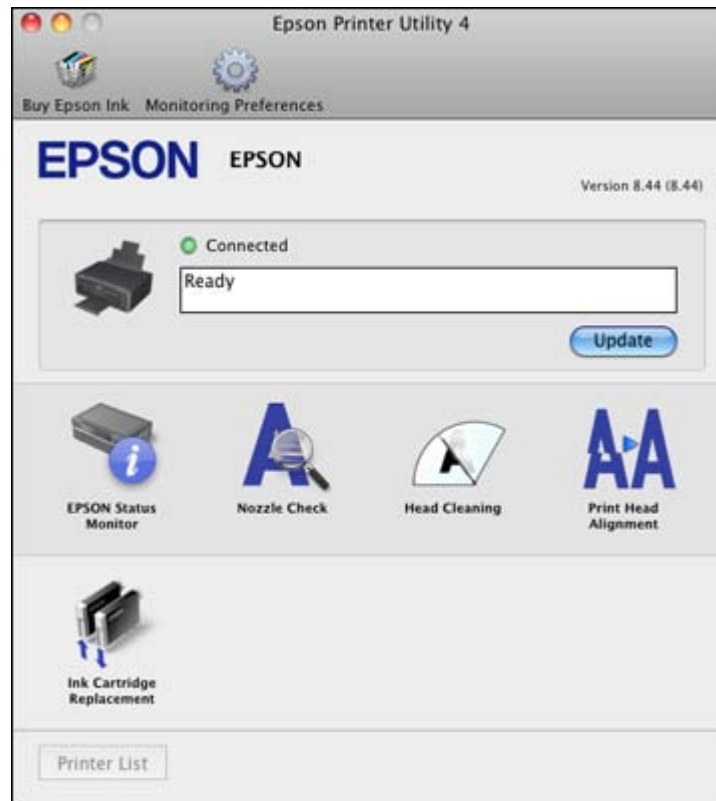 Epson Printer Utility 4
Buy Epson Ink Monitoring Preferences
EPSON EPSON
Version 8.44 (8.44)
Connected
Ready
Update
EPSON Status
Monitor
Nozzle Check
Head Cleaning
Print Head
Alignment
Ink Cartridge
Replacement
Printer List